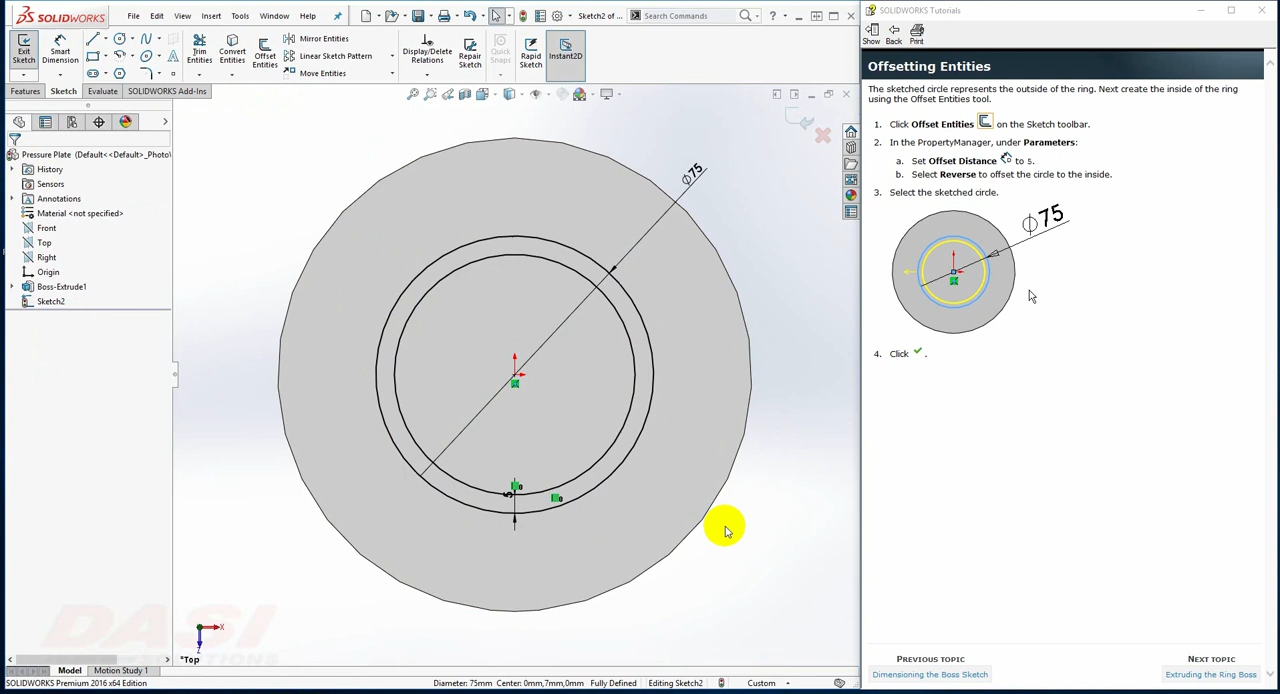 SOLIDWORKS
File
Edit
View
Insert
Tools
Window
Help
Sketch2 of ...
Search Commands
Exit Sketch
Smart Dimension
Trim Entities
Convert Entities
Offset Entities
Mirror Entities
Linear Sketch Pattern
Move Entities
Display/Delete Relations
Repair Sketch
Quick Snaps
Rapid Sketch
Instant2D
Features
Sketch
Evaluate
SOLIDWORKS Add-Ins
Pressure Plate (Default<<Default>_Photo
History
Sensors
Annotations
Material <not specified>
Front
Top
Right
Origin
Boss-Extrude1
Sketch2
Φ75
5
X
Z
*Top
DASI
Model
Motion Study 1
SOLIDWORKS Premium 2016 x64 Edition
Diameter: 75mm
Center: 0mm,7mm,0mm
Fully Defined
Editing Sketch2
Custom
SOLIDWORKS Tutorials
Show
Back
Print
Offsetting Entities
The sketched circle represents the outside of the ring. Next create the inside of the ring
using the Offset Entities tool.
1. Click Offset Entities on the Sketch toolbar.
2. In the PropertyManager, under Parameters:
a. Set Offset Distance to 5.
b. Select Reverse to offset the circle to the inside.
3. Select the sketched circle.
Φ75
4. Click .
PREVIOUS TOPIC
Dimensioning the Boss Sketch
NEXT TOPIC
Extruding the Ring Boss